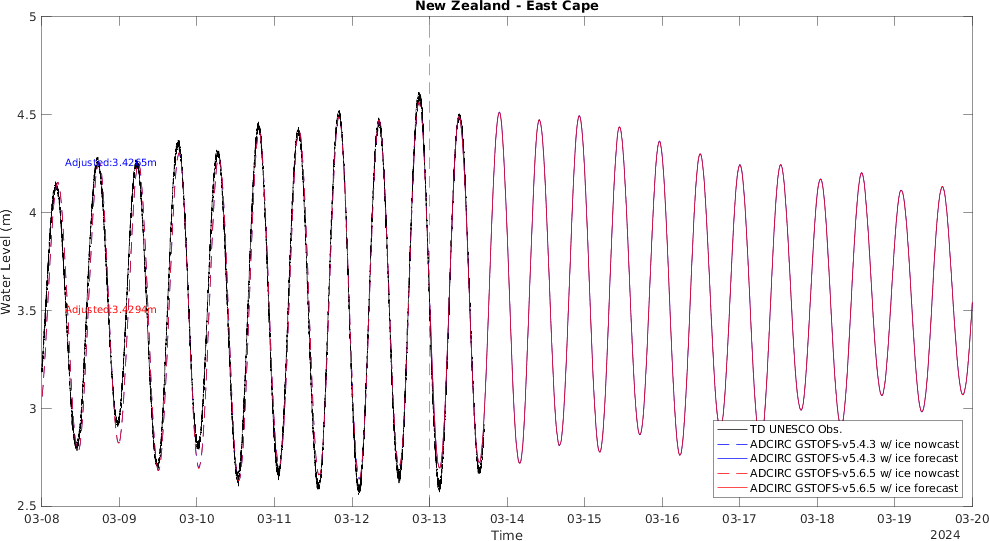 New Zealand - East Cape
Water Level (m)
5
4.5
4
3.5
3
2.5
Adjusted:3.4265m
Adjusted:3.4294m
TD UNESCO Obs.
ADCIRC GSTOFS-v5.4.3 w/ ice nowcast
ADCIRC GSTOFS-v5.4.3 w/ ice forecast
ADCIRC GSTOFS-v5.6.5 w/ ice nowcast
ADCIRC GSTOFS-v5.6.5 w/ ice forecast
03-08 03-09 03-10 03-11 03-12 03-13 03-14 03-15 03-16 03-17 03-18 03-19 03-20
Time
2024